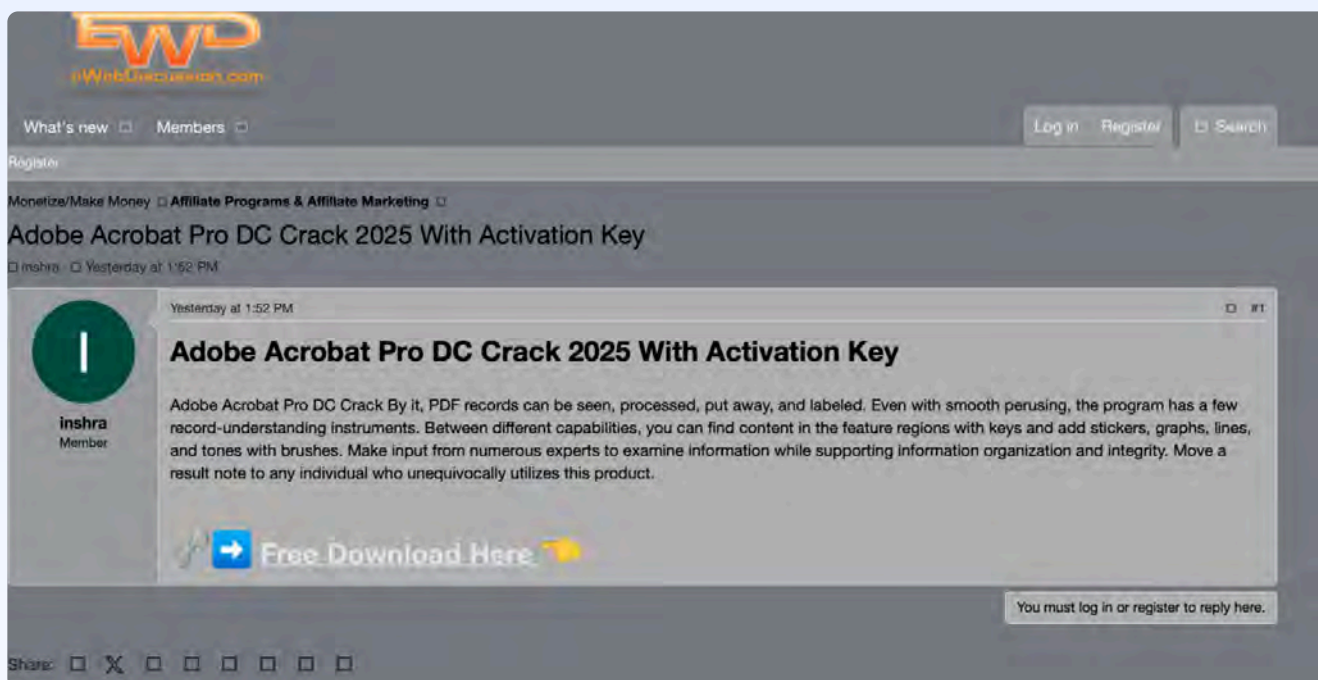 EWD
eWebDiscussion.com
What's new Members
Log in Register Search
Register
Monetize/Make Money Affiliate Programs & Affiliate Marketing
Adobe Acrobat Pro DC Crack 2025 With Activation Key
inshra Yesterday at 1:52 PM
Yesterday at 1:52 PM #1
I
inshra
Member
Adobe Acrobat Pro DC Crack 2025 With Activation Key
Adobe Acrobat Pro DC Crack By it, PDF records can be seen, processed, put away, and labeled. Even with smooth perusing, the program has a few
record-understanding instruments. Between different capabilities, you can find content in the feature regions with keys and add stickers, graphs, lines,
and tones with brushes. Make input from numerous experts to examine information while supporting information organization and integrity. Move a
result note to any individual who unequivocally utilizes this product.
Free Download Here
You must log in or register to reply here.
Share: